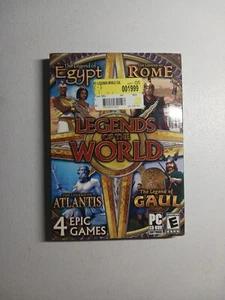 The Legend of
Egypt
ROME
001999
LEGENDS
OF THE
WORLD
ATLANTIS
The Legend of
GAUL
4 EPIC
GAMES
PC
CD-ROM
E